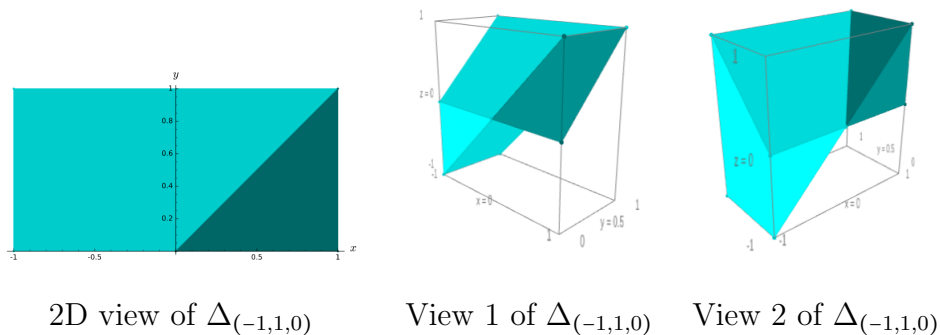 y
1
0.8
0.6
0.4
0.2
-1
-0.5
0
0.5
1
x
1
z=0
-1
-1
x=0
1
0
y=0.5
1
1
z=0
-1
-1
x=0
1
0
y=0.5
1
2D view of Δ(−1,1,0)
View 1 of Δ(−1,1,0)
View 2 of Δ(−1,1,0)